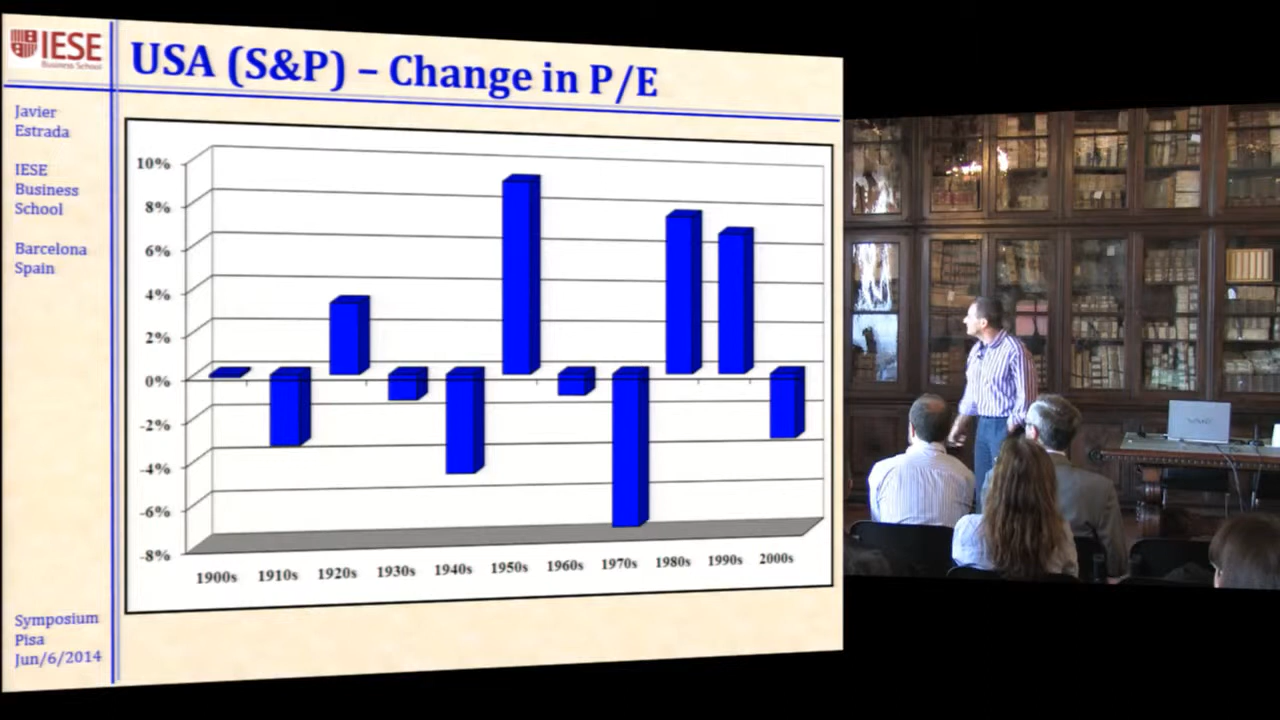 IESE
Business School
USA (S&P) – Change in P/E
Javier
Estrada
IESE
Business
School
Barcelona
Spain
10%
8%
6%
4%
2%
0%
-2%
-4%
-6%
-8%
1900s 1910s 1920s 1930s 1940s 1950s 1960s 1970s 1980s 1990s 2000s
Symposium
Pisa
Jun/6/2014